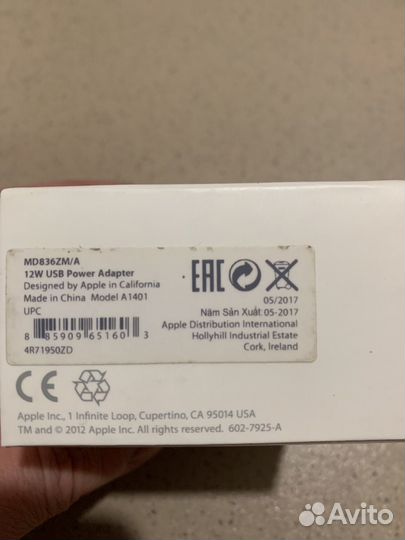 MD836ZM/A
12W USB Power Adapter
Designed by Apple in California
Made in China Model A1401
UPC
8 85909 65160 3
4R71950ZD
EAC
05/2017
Năm Sản Xuất: 05-2017
Apple Distribution International
Hollyhill Industrial Estate
Cork, Ireland
CE
Apple Inc., 1 Infinite Loop, Cupertino, CA 95014 USA
TM and © 2012 Apple Inc. All rights reserved. 602-7925-A
Avito